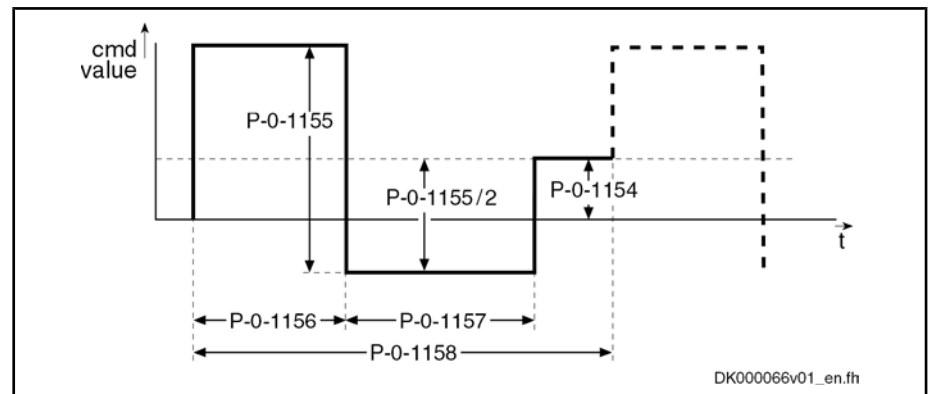 cmd
value
P-0-1155
P-0-1155/2
P-0-1154
t
P-0-1156
P-0-1157
P-0-1158
DK000066v01_en.fh